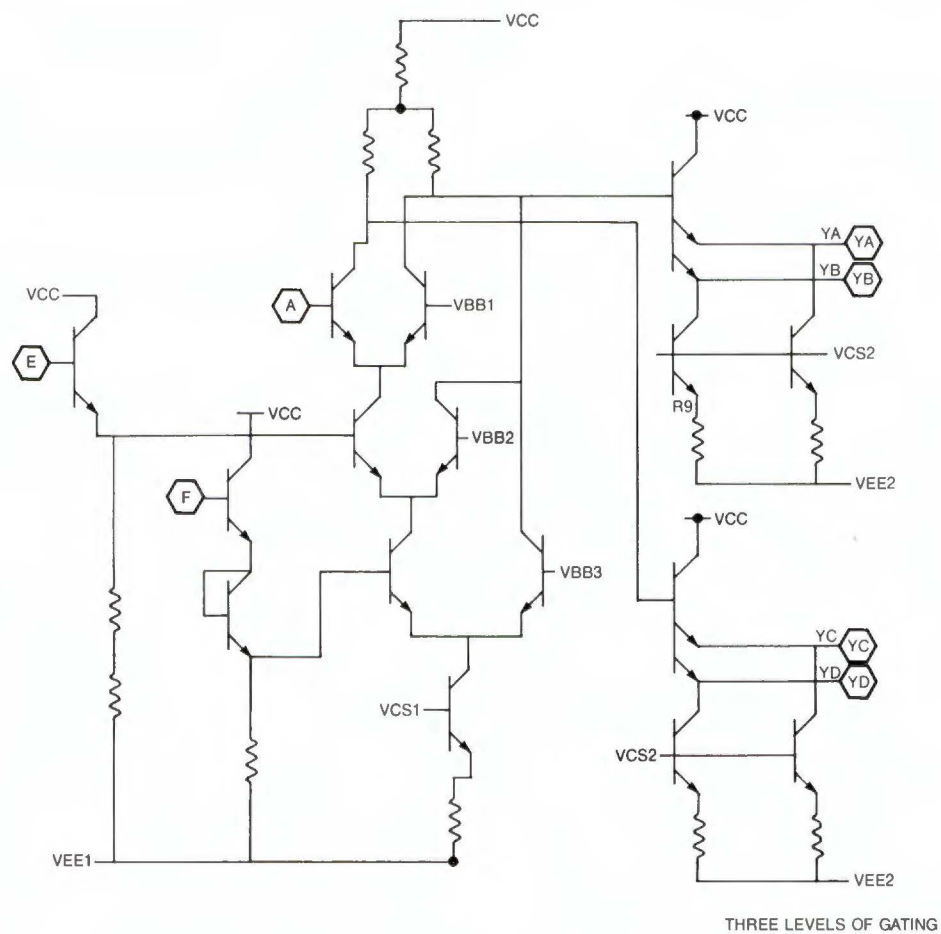 VCC
VCC
YA
YA
YB
YB
VCC
A
VBB1
E
VCS2
VCC
R9
VBB2
F
VEE2
VCC
VBB3
YC
YC
YD
YD
VCS1
VCS2
VEE1
VEE2
THREE LEVELS OF GATING